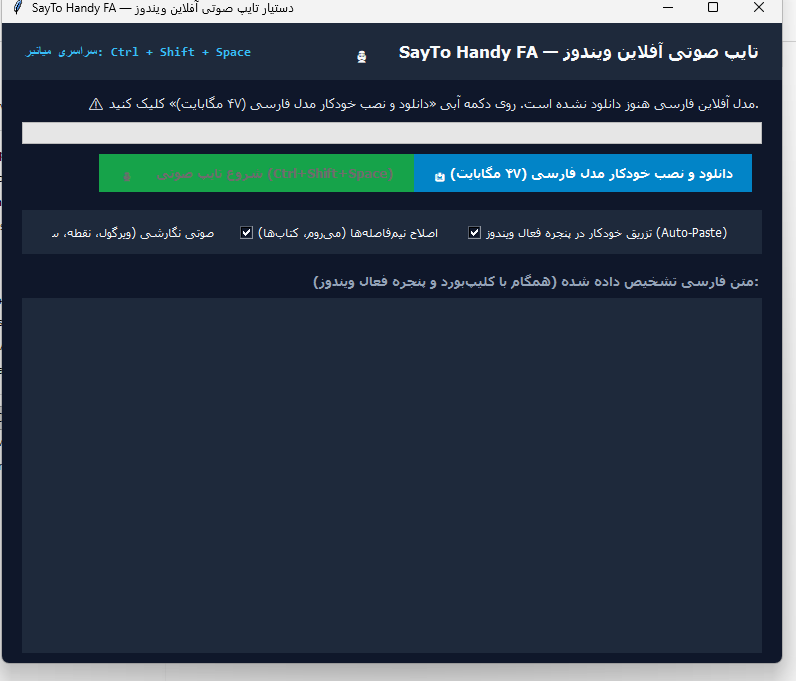 SayTo Handy FA — دستیار تایپ صوتی آفلاین ویندوز
تایپ صوتی آفلاین ویندوز — SayTo Handy FA
سراسری میانبر: Ctrl + Shift + Space
مدل آفلاین فارسی هنوز دانلود نشده است. روی دکمه آبی «دانلود و نصب خودکار مدل فارسی (۴۷ مگابایت)» کلیک کنید.
دانلود و نصب خودکار مدل فارسی (۴۷ مگابایت)
شروع تایپ صوتی (Ctrl+Shift+Space)
تزریق خودکار در پنجره فعال ویندوز (Auto-Paste)
اصلاح نیم‌فاصله‌ها (می‌روم، کتاب‌ها)
صوتی نگارشی (ویرگول، نقطه،
متن فارسی تشخیص داده شده (همگام با کلیپ‌بورد و پنجره فعال ویندوز):